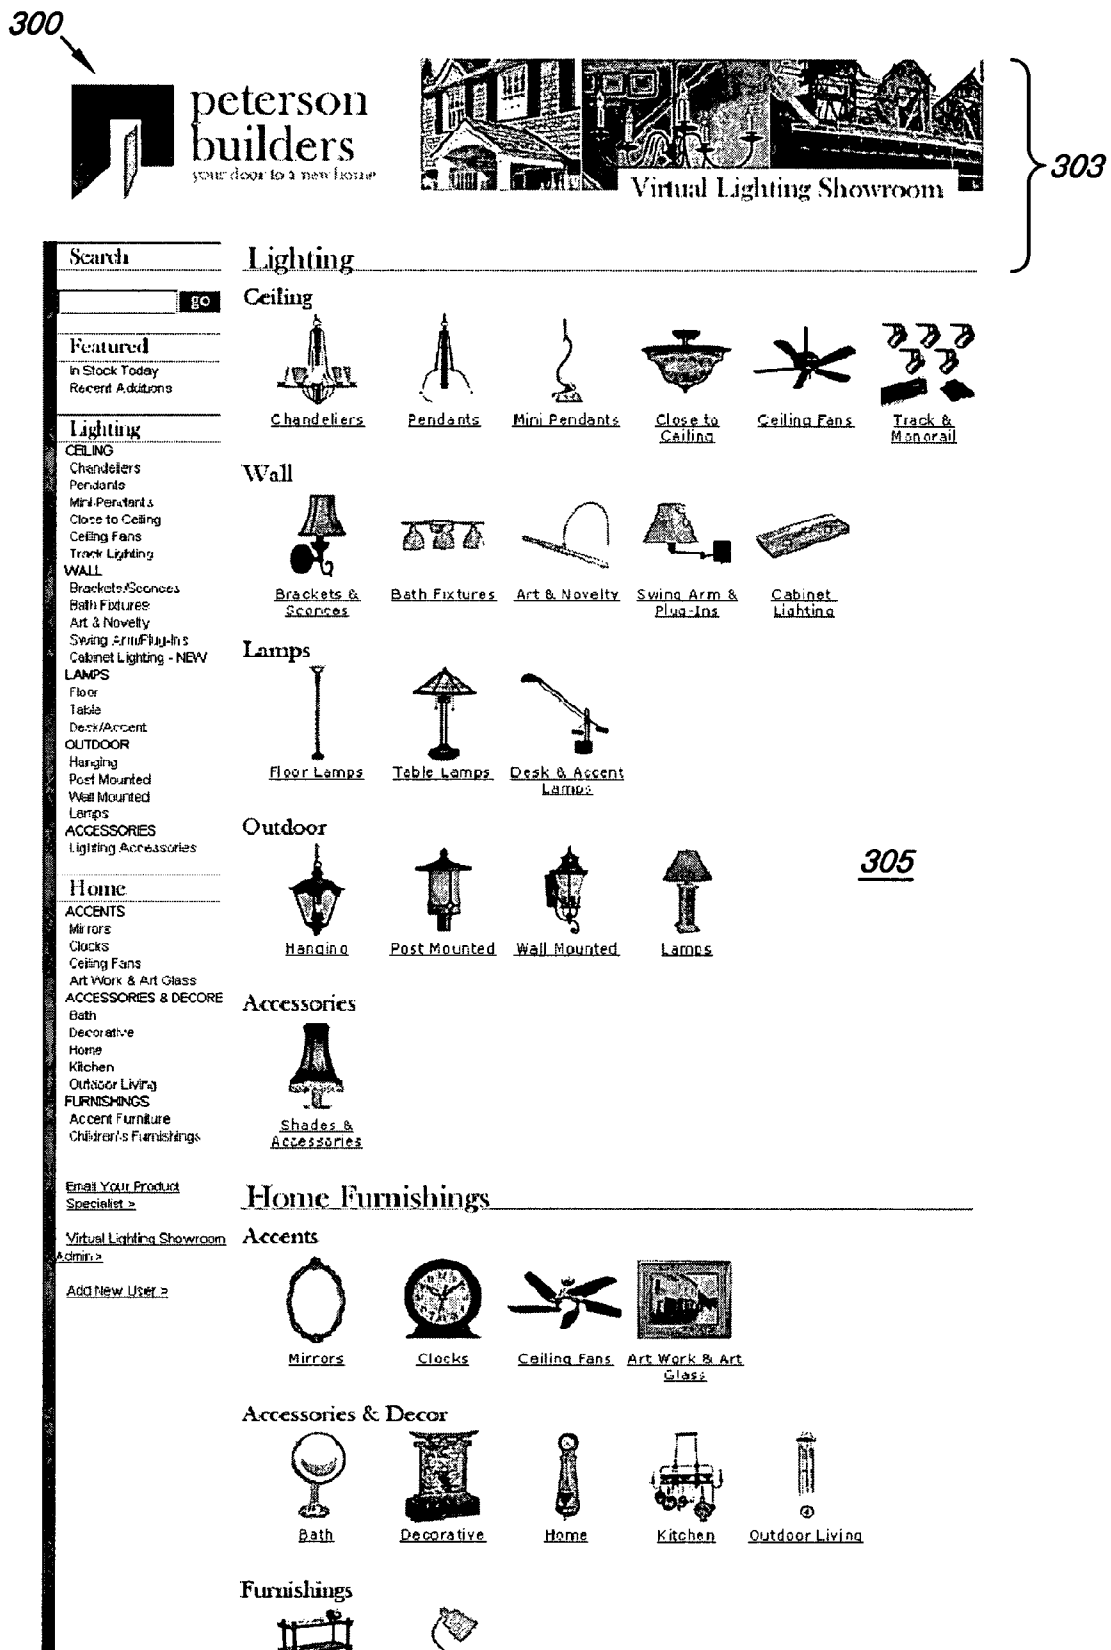 300
peterson
builders
your door to a new home
Virtual Lighting Showroom
303
Search
go
Featured
In Stock Today
Recent Additions
Lighting
CEILING
Chandeliers
Pendants
Mini-Pendants
Close to Ceiling
Ceiling Fans
Track Lighting
WALL
Brackets/Sconces
Bath Fixtures
Art & Novelty
Swing Arm/Plug-Ins
Cabinet Lighting - NEW
LAMPS
Floor
Table
Desk/Accent
OUTDOOR
Hanging
Post Mounted
Wall Mounted
Lamps
ACCESSORIES
Lighting Accessories
Home
ACCENTS
Mirrors
Clocks
Ceiling Fans
Art Work & Art Glass
ACCESSORIES & DECORE
Bath
Decorative
Home
Kitchen
Outdoor Living
FURNISHINGS
Accent Furniture
Children's Furnishings
Email Your Product
Specialist >
Virtual Lighting Showroom
Admin >
Add New User >
Lighting
Ceiling
Chandeliers Pendants Mini Pendants Close to Ceiling Fans Track &
Ceiling Monorail
Wall
Brackets & Bath Fixtures Art & Novelty Swing Arm & Cabinet
Sconces Plug-Ins Lighting
Lamps
Floor Lamps Table Lamps Desk & Accent
Lamps
Outdoor
305
Hanging Post Mounted Wall Mounted Lamps
Accessories
Shades &
Accessories
Home Furnishings
Accents
Mirrors Clocks Ceiling Fans Art Work & Art
Glass
Accessories & Decor
Bath Decorative Home Kitchen Outdoor Living
Furnishings